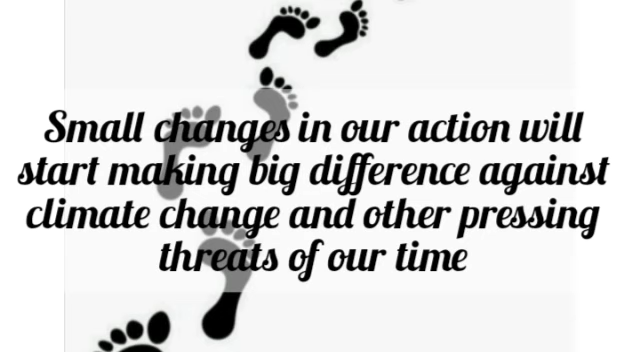 Small changes in our action will
start making big difference against
climate change and other pressing
threats of our time